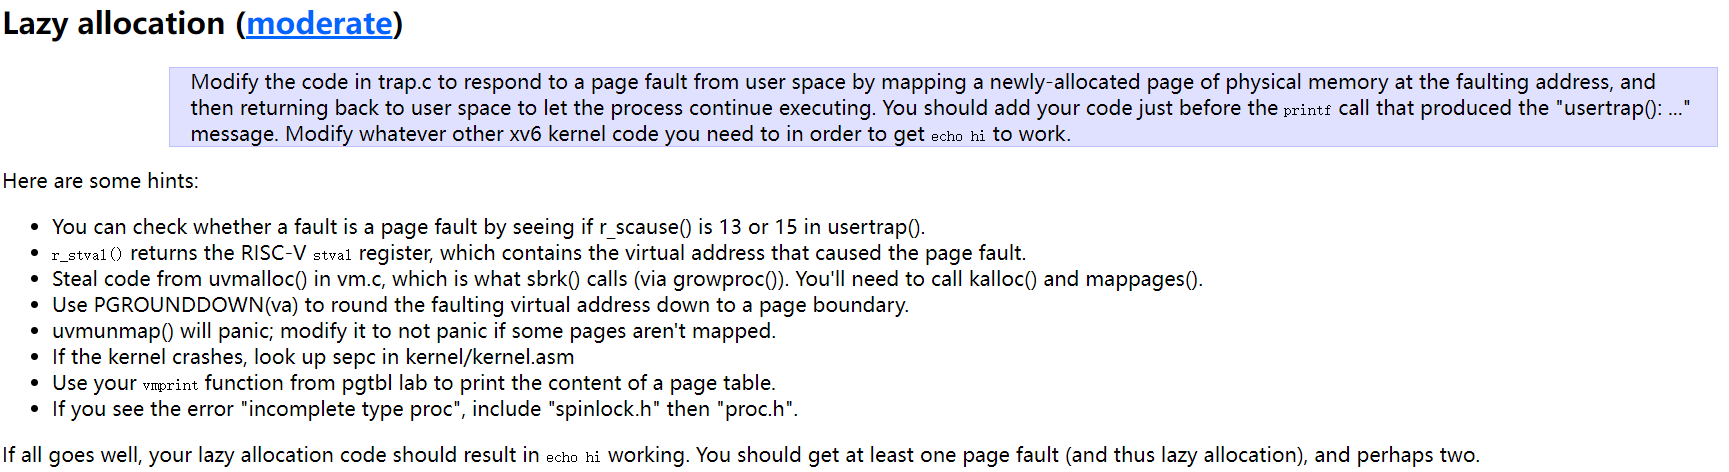 Lazy allocation (moderate)
Modify the code in trap.c to respond to a page fault from user space by mapping a newly-allocated page of physical memory at the faulting address, and
then returning back to user space to let the process continue executing. You should add your code just before the printf call that produced the "usertrap(): ..."
message. Modify whatever other xv6 kernel code you need to in order to get echo hi to work.
Here are some hints:
• You can check whether a fault is a page fault by seeing if r_scause() is 13 or 15 in usertrap().
• r_stval() returns the RISC-V stval register, which contains the virtual address that caused the page fault.
• Steal code from uvmalloc() in vm.c, which is what sbrk() calls (via growproc()). You'll need to call kalloc() and mappages().
• Use PGROUNDDOWN(va) to round the faulting virtual address down to a page boundary.
• uvmunmap() will panic; modify it to not panic if some pages aren't mapped.
• If the kernel crashes, look up sepc in kernel/kernel.asm
• Use your vmprint function from pgtbl lab to print the content of a page table.
• If you see the error "incomplete type proc", include "spinlock.h" then "proc.h".
If all goes well, your lazy allocation code should result in echo hi working. You should get at least one page fault (and thus lazy allocation), and perhaps two.